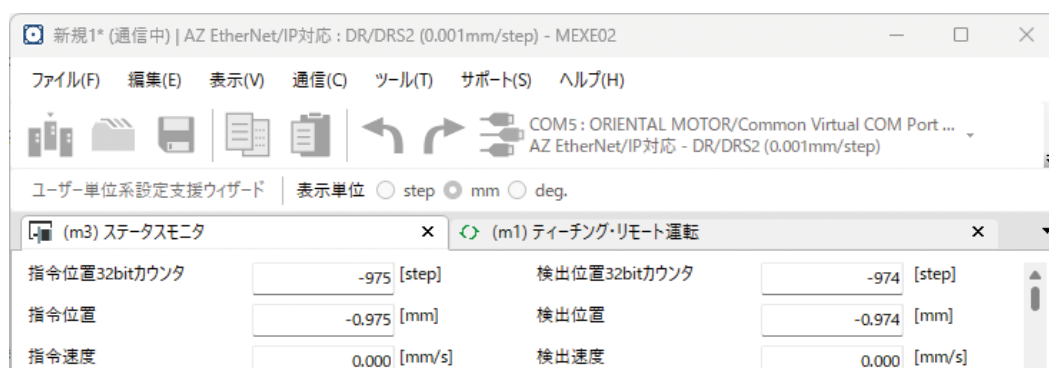 新規1* (通信中) | AZ EtherNet/IP対応 : DR/DRS2 (0.001mm/step) - MEXE02
ファイル(F) 編集(E) 表示(V) 通信(C) ツール(T) サポート(S) ヘルプ(H)
COM5 : ORIENTAL MOTOR/Common Virtual COM Port ...
AZ EtherNet/IP対応 - DR/DRS2 (0.001mm/step)
ユーザー単位系設定支援ウィザード 表示単位 step mm deg.
(m3) ステータスモニタ (m1) ティーチング・リモート運転
指令位置32bitカウンタ -975 [step] 検出位置32bitカウンタ -974 [step]
指令位置 -0.975 [mm] 検出位置 -0.974 [mm]
指令速度 0.000 [mm/s] 検出速度 0.000 [mm/s]